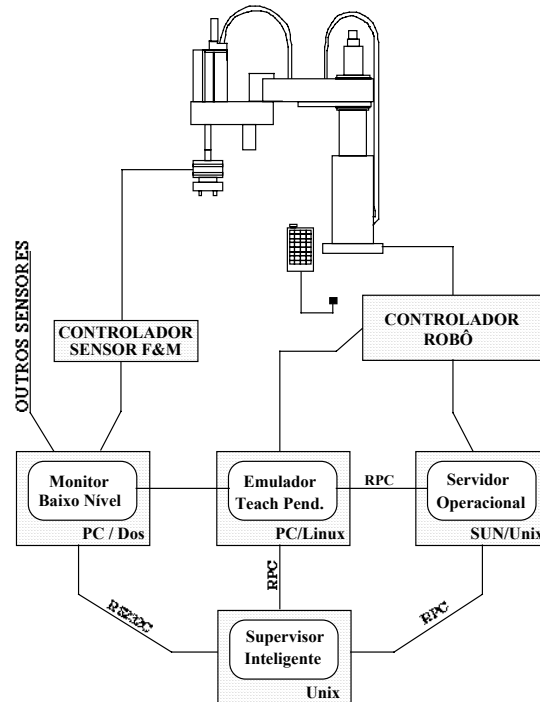 OUTROS SENSORES
CONTROLADOR
SENSOR F&M
CONTROLADOR
ROBÔ
Monitor
Baixo Nível
PC / Dos
Emulador
Teach Pend.
PC/Linux
RPC
Servidor
Operacional
SUN/Unix
RS232C
RPC
RPC
Supervisor
Inteligente
Unix